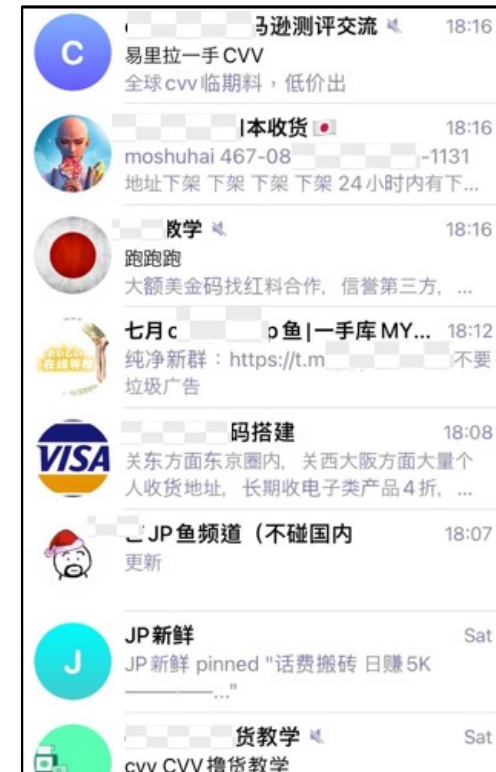 C
马逊测评交流 18:16
易里拉一手CVV
全球cvv临期料，低价出
本收货 18:16
moshuhai 467-08 -1131
地址下架 下架 下架 下架 24小时内有下...
教学 18:16
跑跑跑
大额美金码找红料合作，信誉第三方，...
七月c p鱼|一手库MY... 18:12
纯净新群：https://t.m 不要
垃圾广告
在线等撩
VISA
码搭建 18:08
关东方面东京圈内，关西大阪方面大量个
人收货地址，长期收电子类产品4折，...
JP鱼频道（不碰国内 18:07
更新
J
JP新鲜 Sat
JP新鲜 pinned "话费搬砖 日赚5K
————..."
货教学 Sat
cvv CVV撸货教学